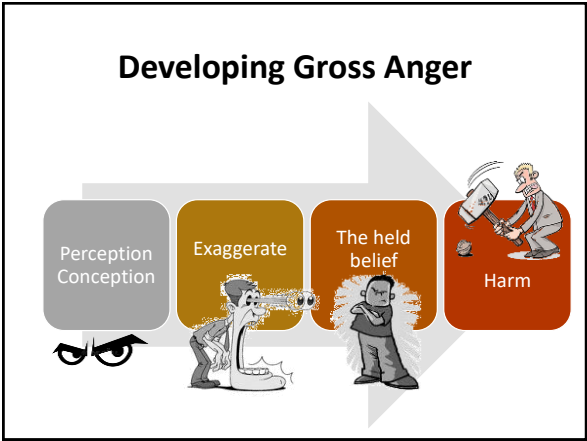 Developing Gross Anger
Perception
Conception
Exaggerate
The held
belief
Harm